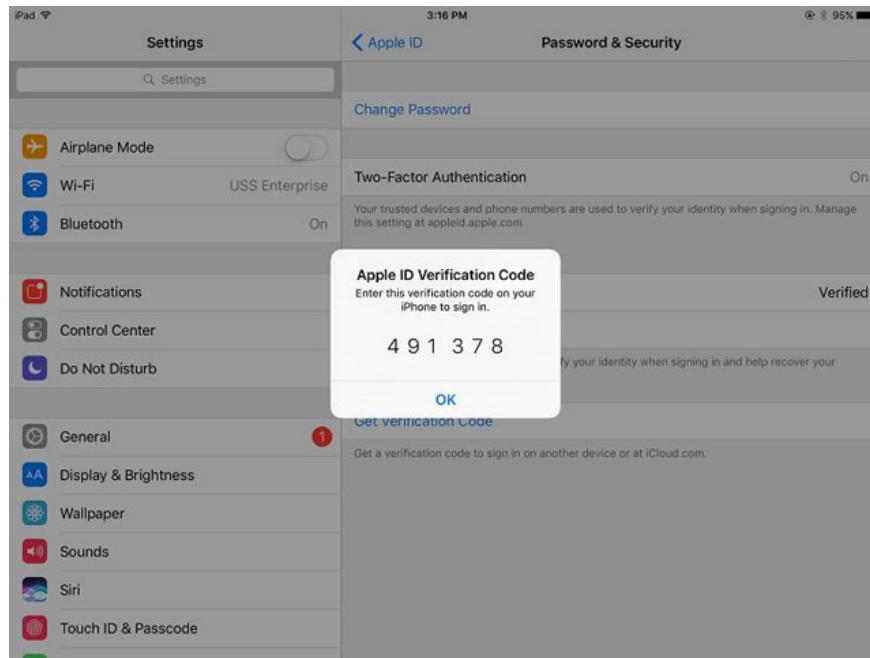 iPad
3:16 PM
95%
Settings
Apple ID
Password & Security
Settings
Change Password
Airplane Mode
Wi-Fi
USS Enterprise
Two-Factor Authentication
On
Bluetooth
On
Your trusted devices and phone numbers are used to verify your identity when signing in. Manage
this setting at appleid.apple.com
Apple ID Verification Code
Enter this verification code on your
iPhone to sign in.
491 378
OK
Notifications
Verified
Control Center
Do Not Disturb
fy your identity when signing in and help recover your
General
1
Get Verification Code
Get a verification code to sign in on another device or at iCloud.com.
AA
Display & Brightness
Wallpaper
Sounds
Siri
Touch ID & Passcode